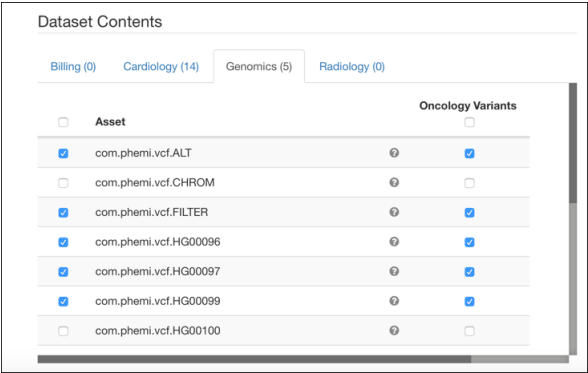 Dataset Contents
Billing (0) Cardiology (14) Genomics (5) Radiology (0)
Oncology Variants
Asset
com.phemi.vcf.ALT ?
com.phemi.vcf.CHROM ?
com.phemi.vcf.FILTER ?
com.phemi.vcf.HG00096 ?
com.phemi.vcf.HG00097 ?
com.phemi.vcf.HG00099 ?
com.phemi.vcf.HG00100 ?